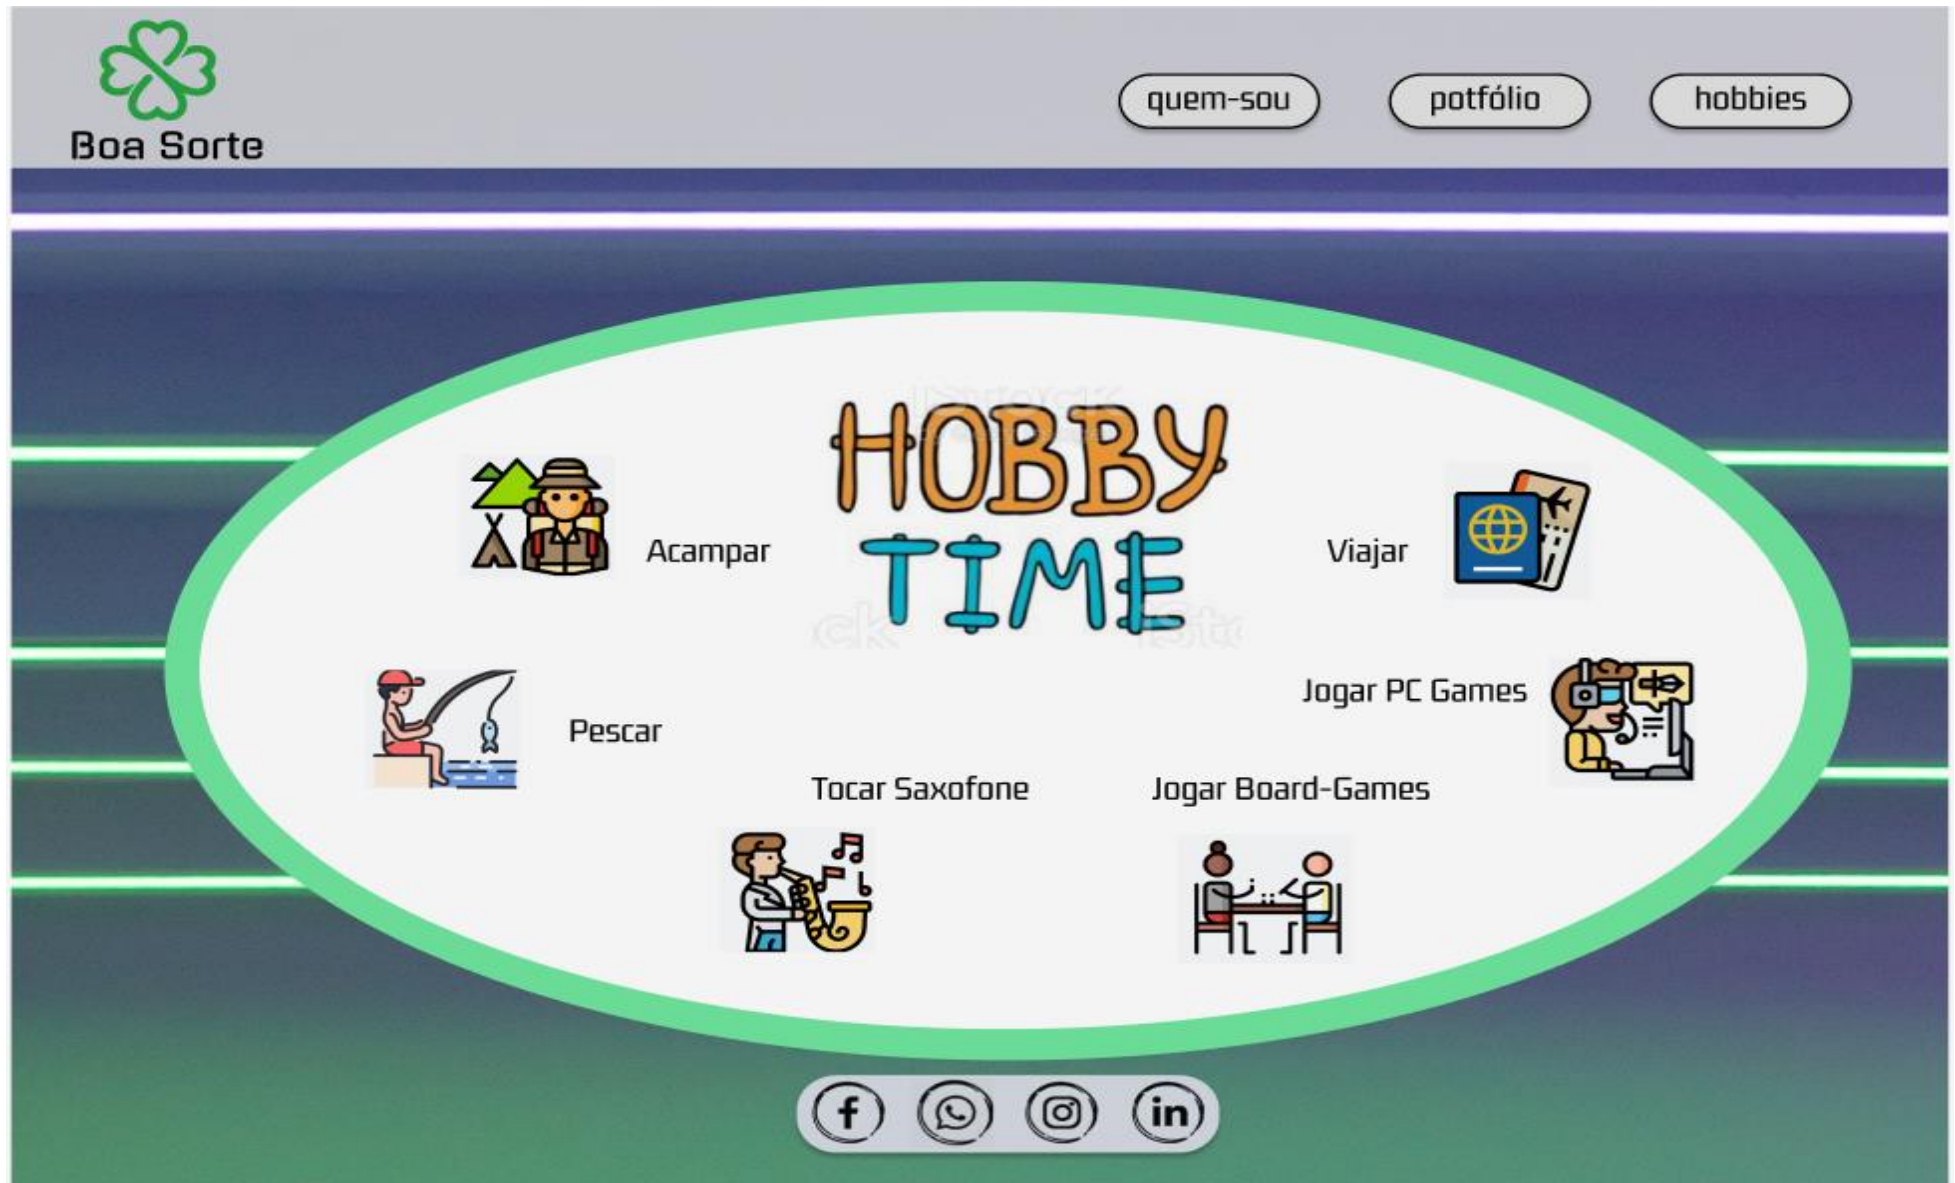 Boa Sorte
quem-sou
potfólio
hobbies
HOBBY
TIME
Acampar
Viajar
Pescar
Jogar PC Games
Tocar Saxofone
Jogar Board-Games
f
in